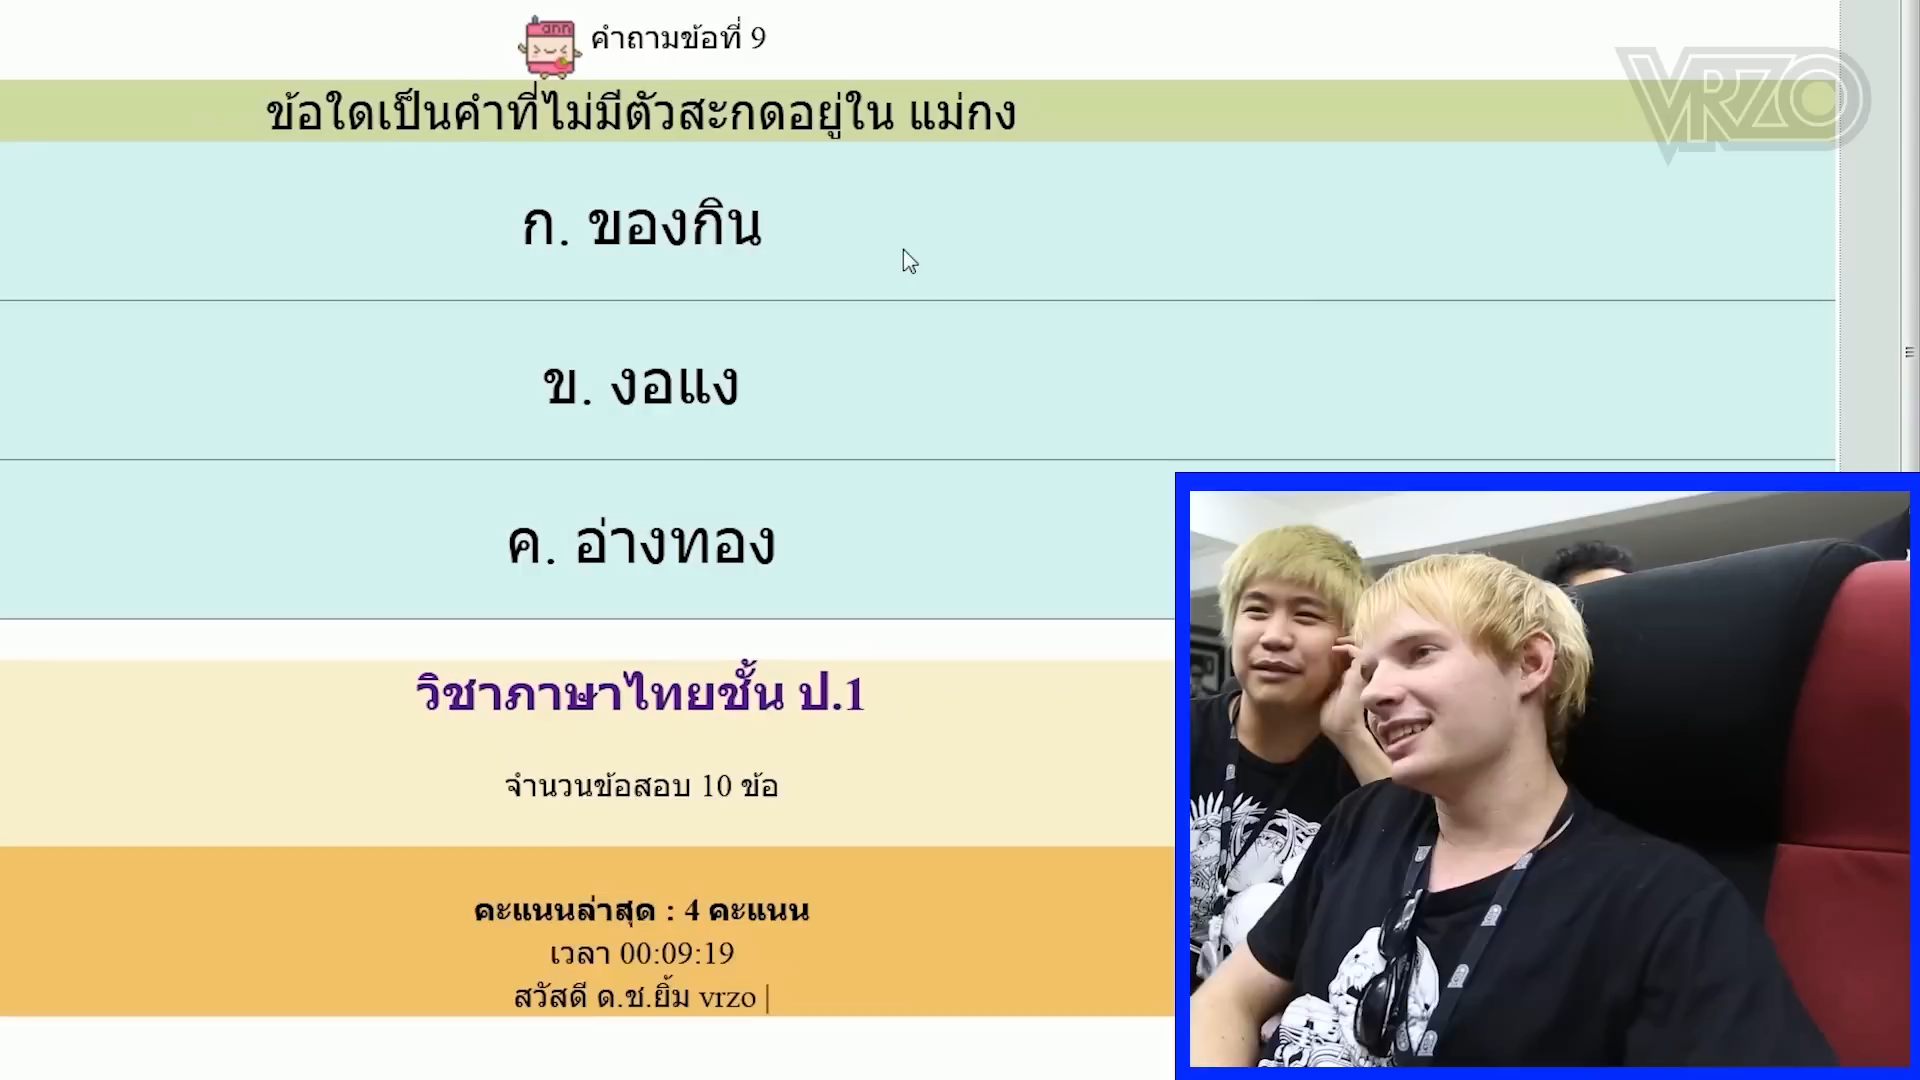 ann
คำถามข้อที่ 9
VRZO
ข้อใดเป็นคำที่ไม่มีตัวสะกดอยู่ใน แม่กง
ก. ของกิน
ข. งอแง
ค. อ่างทอง
วิชาภาษาไทยชั้น ป.1
จำนวนข้อสอบ 10 ข้อ
คะแนนล่าสุด : 4 คะแนน
เวลา 00:09:19
สวัสดี ด.ช.ยิ้ม vrzo |